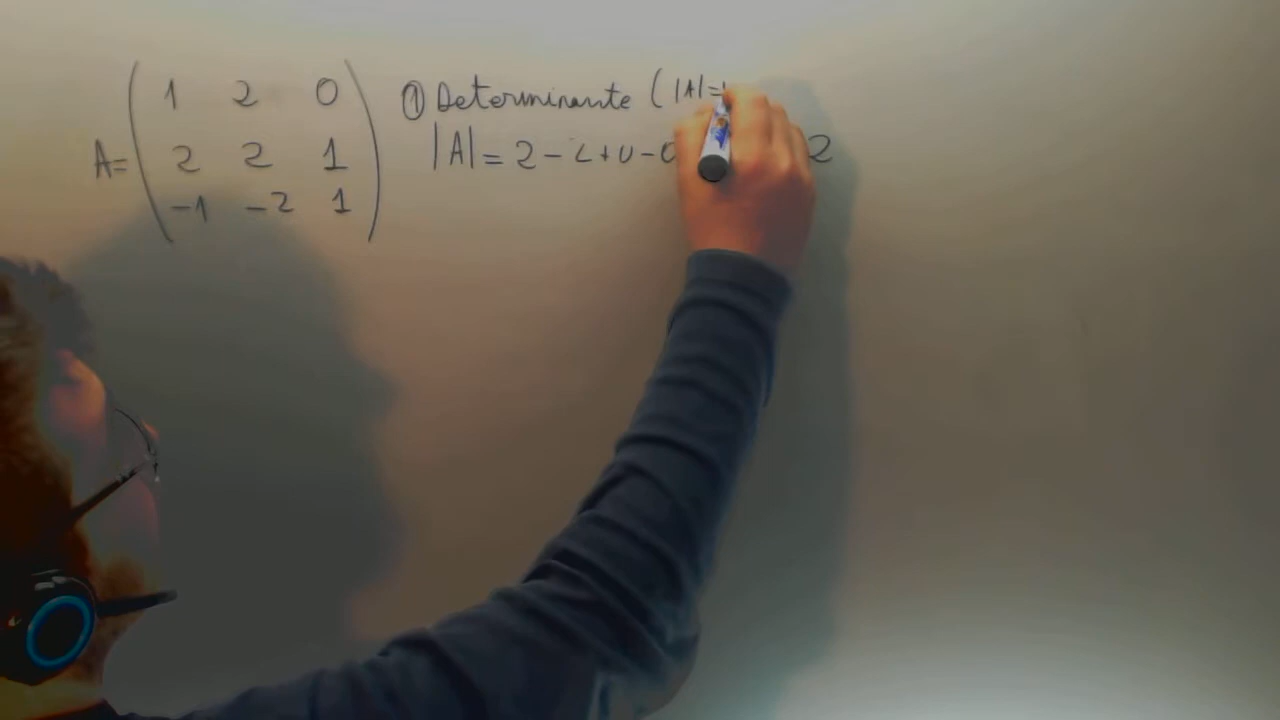 A= ( 1 2 0
2 2 1
-1 -2 1 )
① Determinante (|A|=
|A| = 2 - 2 + 0 - 0 2